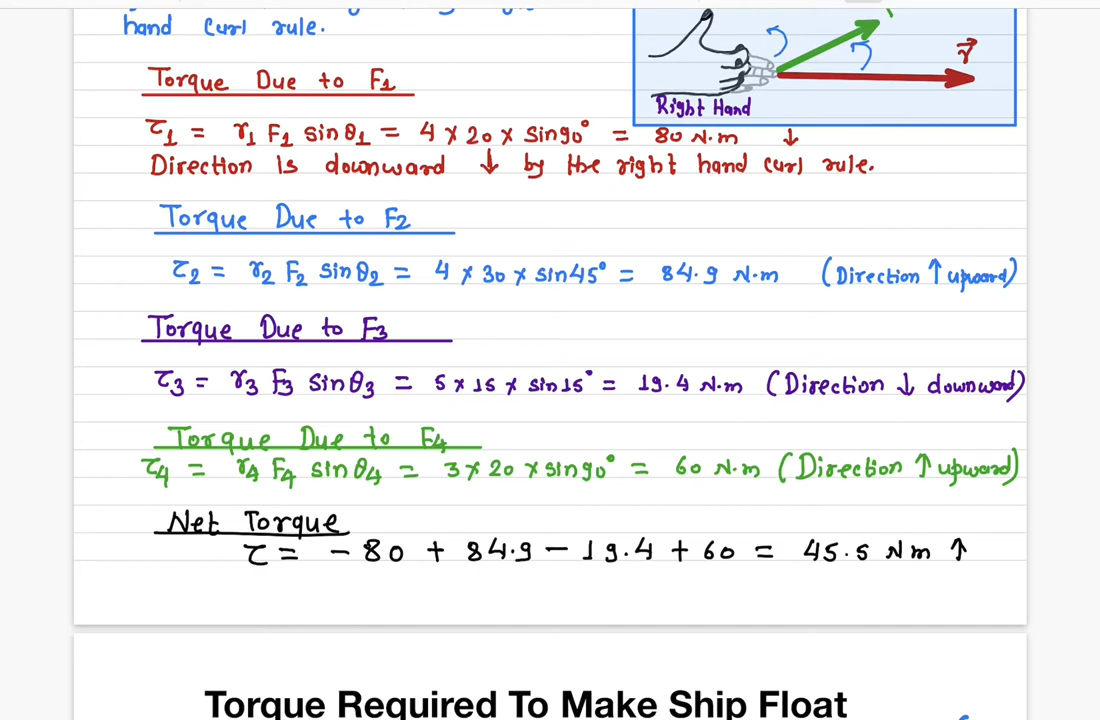 hand curl rule.
r⃗
Right Hand
Torque Due to F1
τ1 = r1 F1 sin θ1 = 4 × 20 × sin 90° = 80 N.m ↓
Direction is downward ↓ by the right hand curl rule.
Torque Due to F2
τ2 = r2 F2 sin θ2 = 4 × 30 × sin 45° = 84.9 N.m (Direction ↑ upward)
Torque Due to F3
τ3 = r3 F3 sin θ3 = 5 × 15 × sin 15° = 19.4 N.m (Direction ↓ downward)
Torque Due to F4
τ4 = r4 F4 sin θ4 = 3 × 20 × sin 90° = 60 N.m (Direction ↑ upward)
Net Torque
τ = - 80 + 84.9 - 19.4 + 60 = 45.5 Nm ↑
Torque Required To Make Ship Float